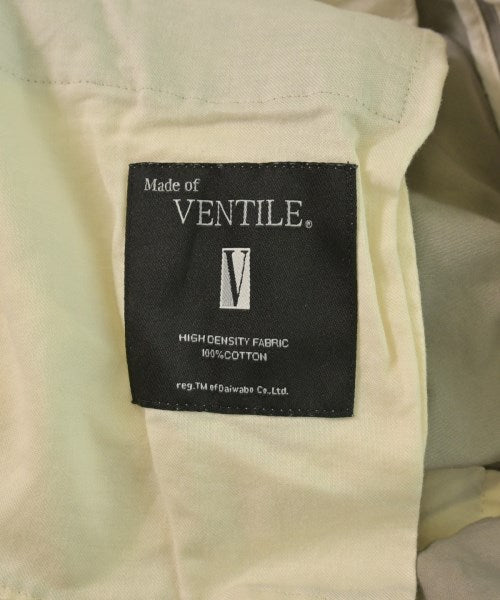 Made of
VENTILE®
V
HIGH DENSITY FABRIC
100%COTTON
reg.TM of Daiwabo Co.,Ltd.